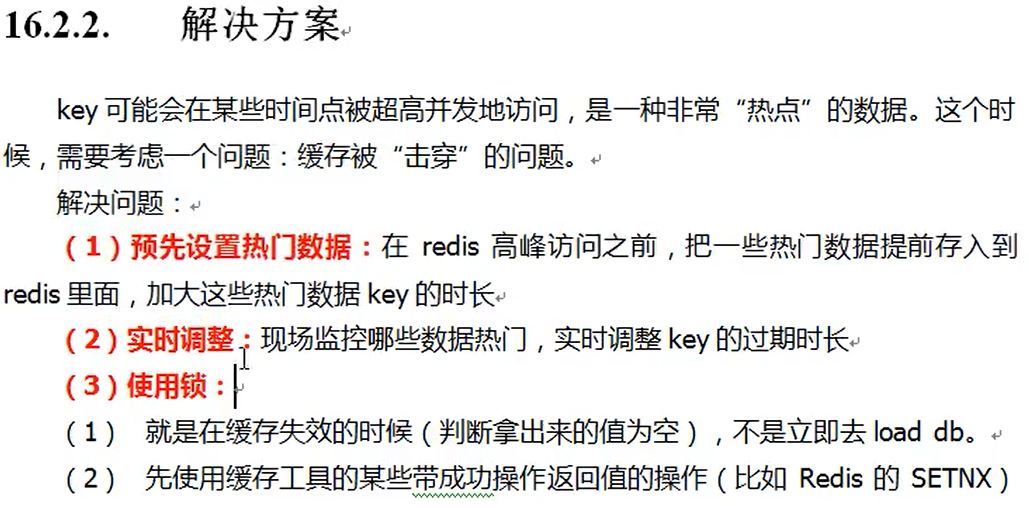 16.2.2. 解决方案
key 可能会在某些时间点被超高并发地访问，是一种非常“热点”的数据。这个时
候，需要考虑一个问题：缓存被“击穿”的问题。
解决问题：
（1）预先设置热门数据：在 redis 高峰访问之前，把一些热门数据提前存入到
redis 里面，加大这些热门数据 key 的时长
（2）实时调整：现场监控哪些数据热门，实时调整 key 的过期时长
（3）使用锁：
（1） 就是在缓存失效的时候（判断拿出来的值为空），不是立即去 load db。
（2） 先使用缓存工具的某些带成功操作返回值的操作（比如 Redis 的 SETNX）